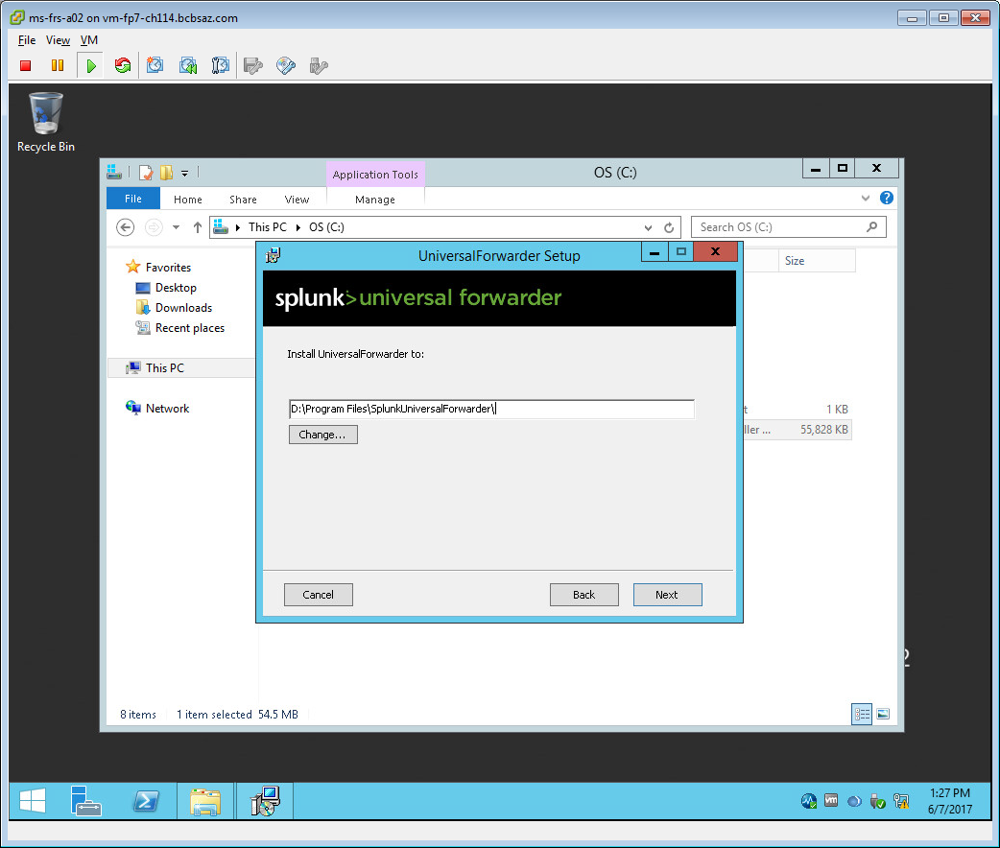 ms-frs-a02 on vm-fp7-ch114.bcbsaz.com
File View VM
Recycle Bin
Application Tools
OS (C:)
File Home Share View Manage
This PC OS (C:)
Search OS (C:)
Favorites
Desktop
Downloads
Recent places
This PC
Network
Size
1 KB
ller ... 55,828 KB
UniversalForwarder Setup
splunk>universal forwarder
Install UniversalForwarder to:
D:\Program Files\SplunkUniversalForwarder\
Change...
Cancel Back Next
8 items 1 item selected 54.5 MB
2
vm
1:27 PM
6/7/2017